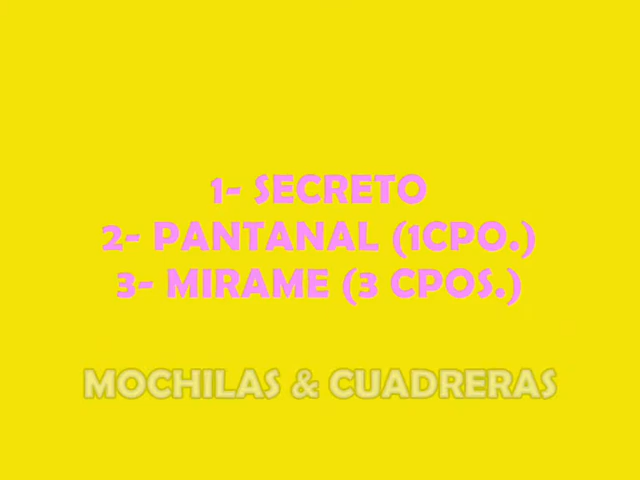 1- SECRETO
2- PANTANAL (1CPO.)
3- MIRAME (3 CPOS.)
MOCHILAS & CUADRERAS